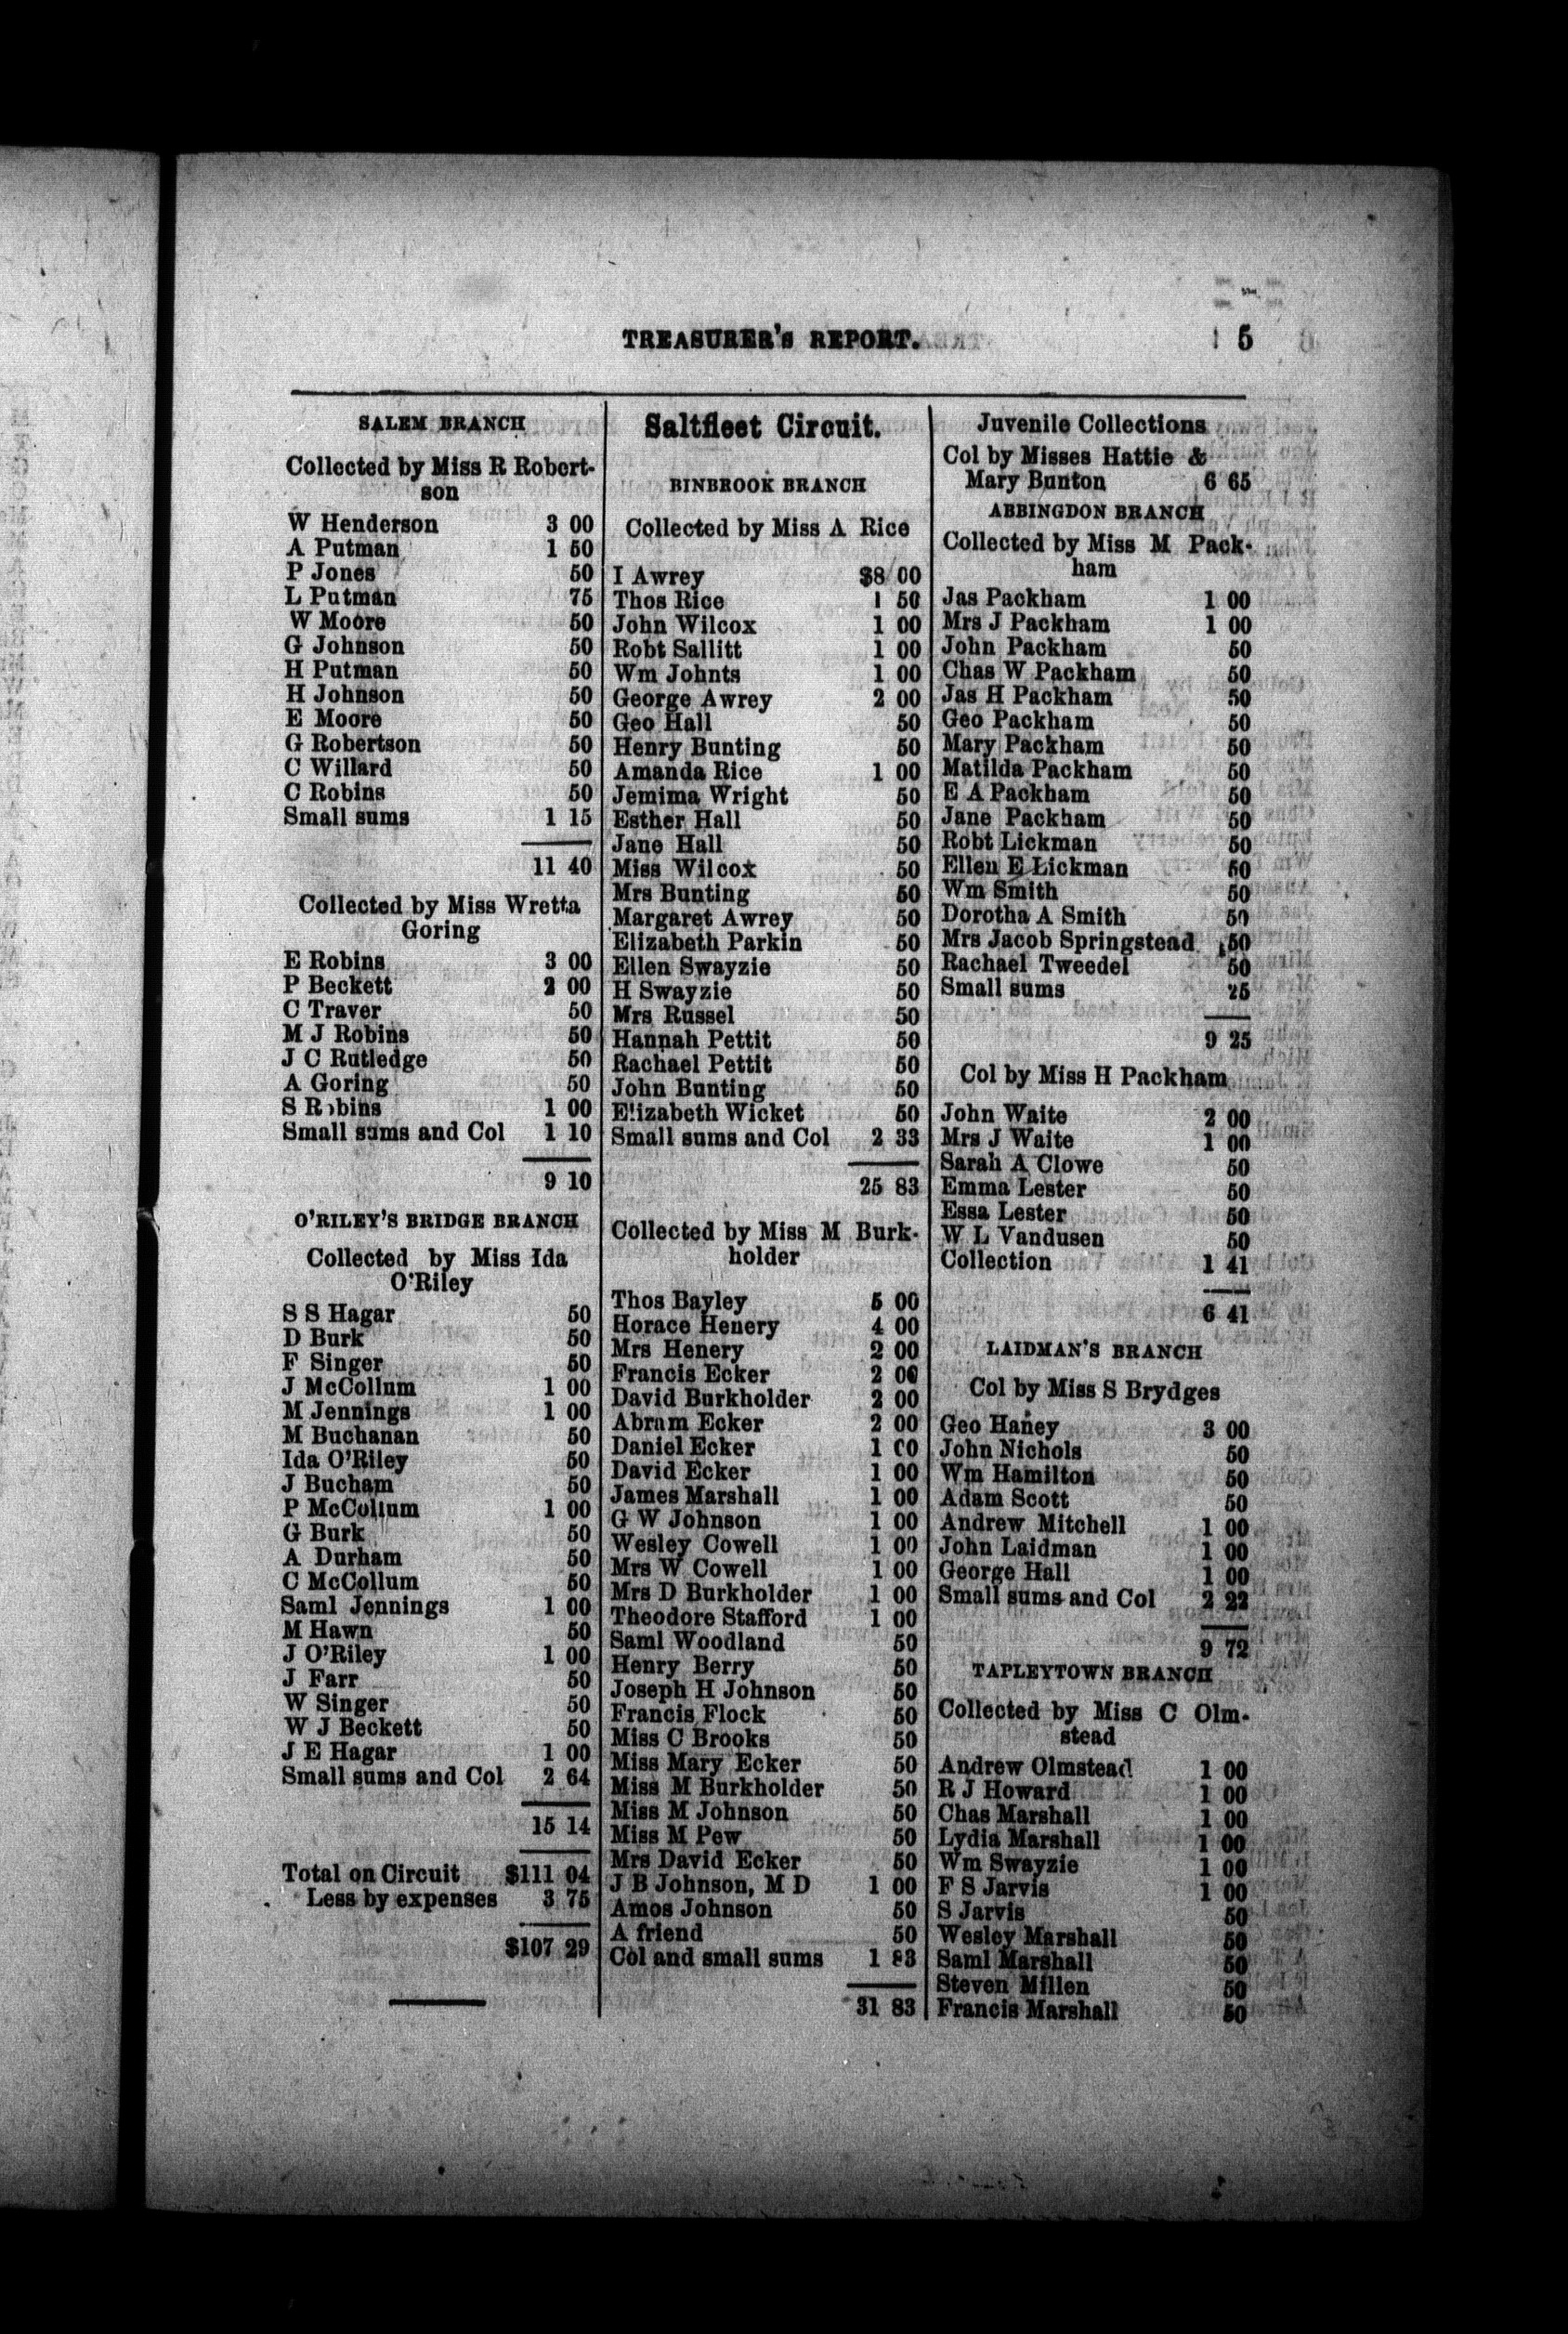 TREASURER'S REPORT. 5
SALEM BRANCH
Collected by Miss R Robert-
son
W Henderson 3 00
A Putman 1 50
P Jones 50
L Putman 75
W Moore 50
G Johnson 50
H Putman 50
H Johnson 50
E Moore 50
G Robertson 50
C Willard 50
C Robins 50
Small sums 1 15
11 40
Collected by Miss Wretta
Goring
E Robins 3 00
P Beckett 2 00
C Traver 50
M J Robins 50
J C Rutledge 50
A Goring 50
S Robins 1 00
Small sums and Col 1 10
9 10
O'RILEY'S BRIDGE BRANCH
Collected by Miss Ida
O'Riley
S S Hagar 50
D Burk 50
F Singer 50
J McCollum 1 00
M Jennings 1 00
M Buchanan 50
Ida O'Riley 50
J Bucham 50
P McCollum 1 00
G Burk 50
A Durham 50
C McCollum 50
Saml Jennings 1 00
M Hawn 50
J O'Riley 1 00
J Farr 50
W Singer 50
W J Beckett 50
J E Hagar 1 00
Small sums and Col 2 64
15 14
Total on Circuit $111 04
Less by expenses 3 75
$107 29
Saltfleet Circuit.
BINBROOK BRANCH
Collected by Miss A Rice
I Awrey $8 00
Thos Rice 1 50
John Wilcox 1 00
Robt Sallitt 1 00
Wm Johnts 1 00
George Awrey 2 00
Geo Hall 50
Henry Bunting 50
Amanda Rice 1 00
Jemima Wright 50
Esther Hall 50
Jane Hall 50
Miss Wilcox 50
Mrs Bunting 50
Margaret Awrey 50
Elizabeth Parkin 50
Ellen Swayzie 50
H Swayzie 50
Mrs Russel 50
Hannah Pettit 50
Rachael Pettit 50
John Bunting 50
Elizabeth Wicket 50
Small sums and Col 2 33
25 83
Collected by Miss M Burk-
holder
Thos Bayley 5 00
Horace Henery 4 00
Mrs Henery 2 00
Francis Ecker 2 00
David Burkholder 2 00
Abram Ecker 2 00
Daniel Ecker 1 00
David Ecker 1 00
James Marshall 1 00
G W Johnson 1 00
Wesley Cowell 1 00
Mrs W Cowell 1 00
Mrs D Burkholder 1 00
Theodore Stafford 1 00
Saml Woodland 50
Henry Berry 50
Joseph H Johnson 50
Francis Flock 50
Miss C Brooks 50
Miss Mary Ecker 50
Miss M Burkholder 50
Miss M Johnson 50
Miss M Pew 50
Mrs David Ecker 50
J B Johnson, M D 1 00
Amos Johnson 50
A friend 50
Col and small sums 1 83
31 83
Juvenile Collections
Col by Misses Hattie &
Mary Bunton 6 65
ABBINGDON BRANCH
Collected by Miss M Pack-
ham
Jas Packham 1 00
Mrs J Packham 1 00
John Packham 50
Chas W Packham 50
Jas H Packham 50
Geo Packham 50
Mary Packham 50
Matilda Packham 50
E A Packham 50
Jane Packham 50
Robt Lickman 50
Ellen E Lickman 50
Wm Smith 50
Dorotha A Smith 50
Mrs Jacob Springstead 50
Rachael Tweedel 50
Small sums 25
9 25
Col by Miss H Packham
John Waite 2 00
Mrs J Waite 1 00
Sarah A Clowe 50
Emma Lester 50
Essa Lester 50
W L Vandusen 50
Collection 1 41
6 41
LAIDMAN'S BRANCH
Col by Miss S Brydges
Geo Haney 3 00
John Nichols 50
Wm Hamilton 50
Adam Scott 50
Andrew Mitchell 1 00
John Laidman 1 00
George Hall 1 00
Small sums and Col 2 22
9 72
TAPLEYTOWN BRANCH
Collected by Miss C Olm-
stead
Andrew Olmstead 1 00
R J Howard 1 00
Chas Marshall 1 00
Lydia Marshall 1 00
Wm Swayzie 1 00
F S Jarvis 1 00
S Jarvis 50
Wesley Marshall 50
Saml Marshall 50
Steven Millen 50
Francis Marshall 50